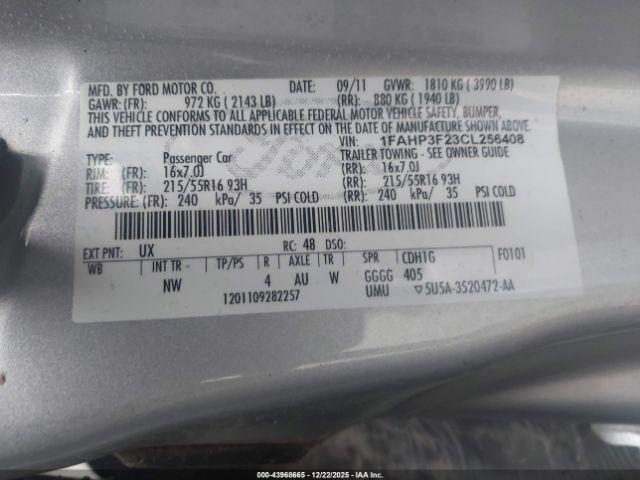 MFD. BY FORD MOTOR CO. DATE: 09/11 GVWR: 1810 KG ( 3990 LB)
GAWR: (FR): 972 KG ( 2143 LB) (RR): 880 KG ( 1940 LB)
THIS VEHICLE CONFORMS TO ALL APPLICABLE FEDERAL MOTOR VEHICLE SAFETY, BUMPER,
AND THEFT PREVENTION STANDARDS IN EFFECT ON THE DATE OF MANUFACTURE SHOWN ABOVE.
VIN: 1FAHP3F23CL256408
TYPE: Passenger Car TRAILER TOWING - SEE OWNER GUIDE
RIM: (FR): 16x7.0J (RR): 16x7.0J
TIRE: (FR): 215/55R16 93H (RR): 215/55R16 93H
PRESSURE: (FR): 240 kPa/ 35 PSI COLD (RR): 240 kPa/ 35 PSI COLD
EXT PNT: UX RC: 48 DSO: F0101
WB INT TR - TP/PS R AXLE TR SPR CDH1G
NW 4 AU W GGGG 405
1201109282257 UMU ▽5U5A-3520472-AA
000-43968665 - 12/22/2025 - IAAI